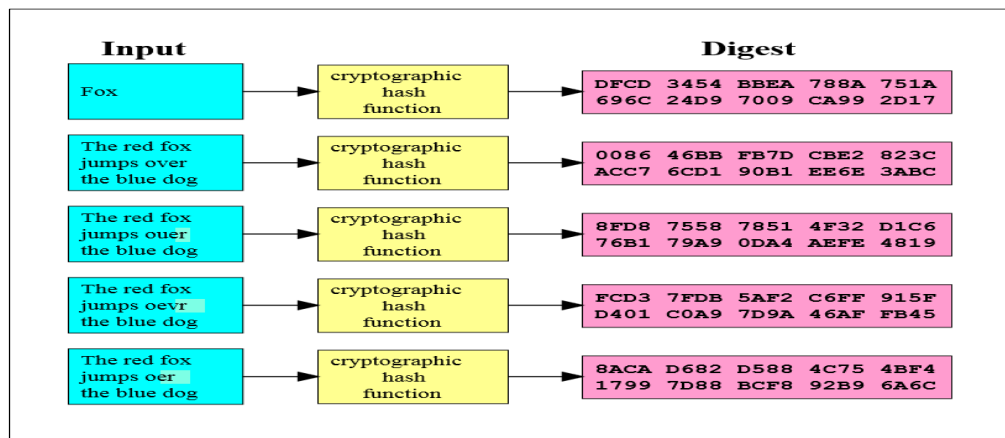 Input
Digest
Fox
cryptographic
hash
function
DFCD 3454 BBEA 788A 751A
696C 24D9 7009 CA99 2D17
The red fox
jumps over
the blue dog
cryptographic
hash
function
0086 46BB FB7D CBE2 823C
ACC7 6CD1 90B1 EE6E 3ABC
The red fox
jumps ouer
the blue dog
cryptographic
hash
function
8FD8 7558 7851 4F32 D1C6
76B1 79A9 0DA4 AEFE 4819
The red fox
jumps oevr
the blue dog
cryptographic
hash
function
FCD3 7FDB 5AF2 C6FF 915F
D401 C0A9 7D9A 46AF FB45
The red fox
jumps oer
the blue dog
cryptographic
hash
function
8ACA D682 D588 4C75 4BF4
1799 7D88 BCF8 92B9 6A6C